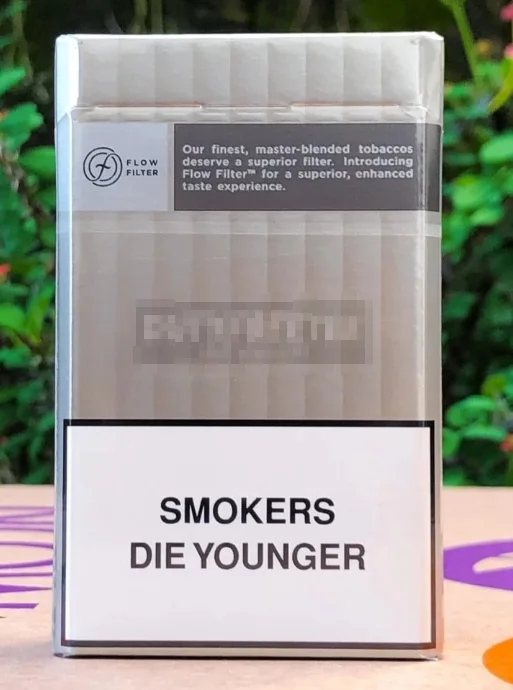 FLOW
FILTER
Our finest, master-blended tobaccos
deserve a superior filter. Introducing
Flow Filter™ for a superior, enhanced
taste experience.
SMOKERS
DIE YOUNGER